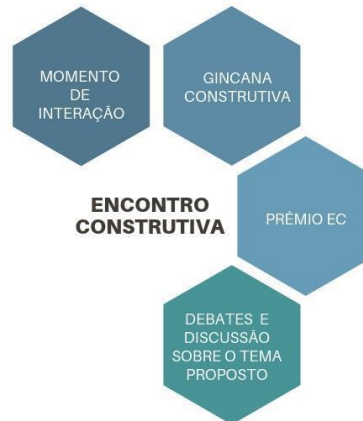 MOMENTO
DE
INTERAÇÃO
GINCANA
CONSTRUTIVA
ENCONTRO
CONSTRUTIVA
PRÊMIO EC
DEBATES E
DISCUSSÃO
SOBRE O TEMA
PROPOSTO